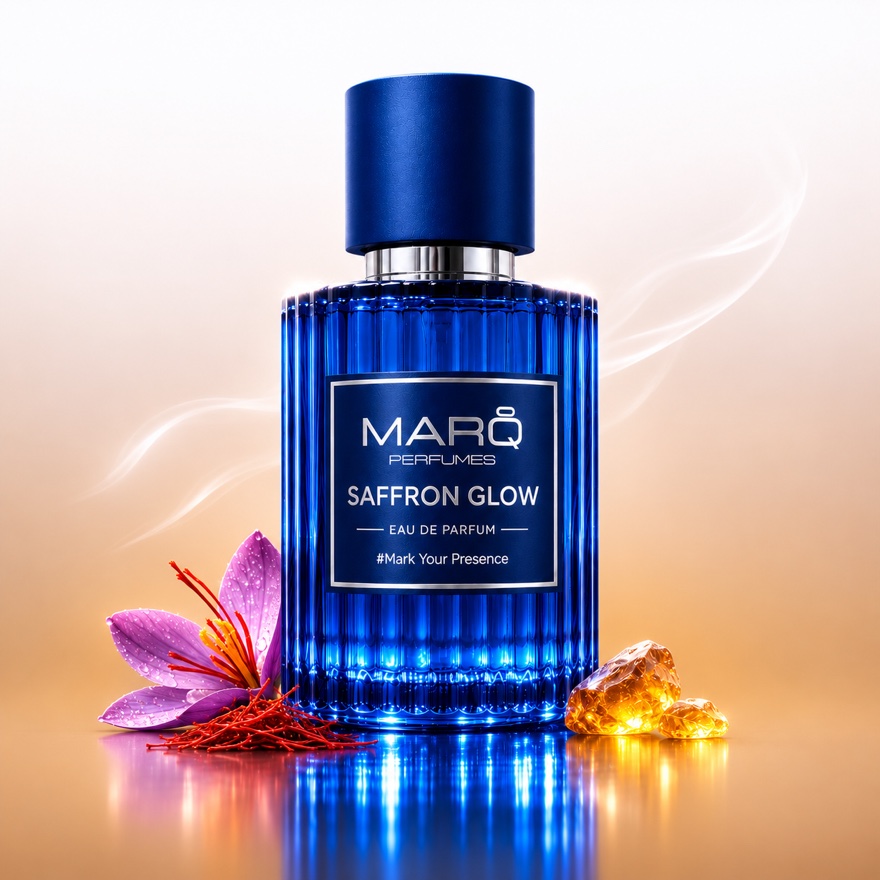 MARQ
PERFUMES
SAFFRON GLOW
EAU DE PARFUM
#Mark Your Presence